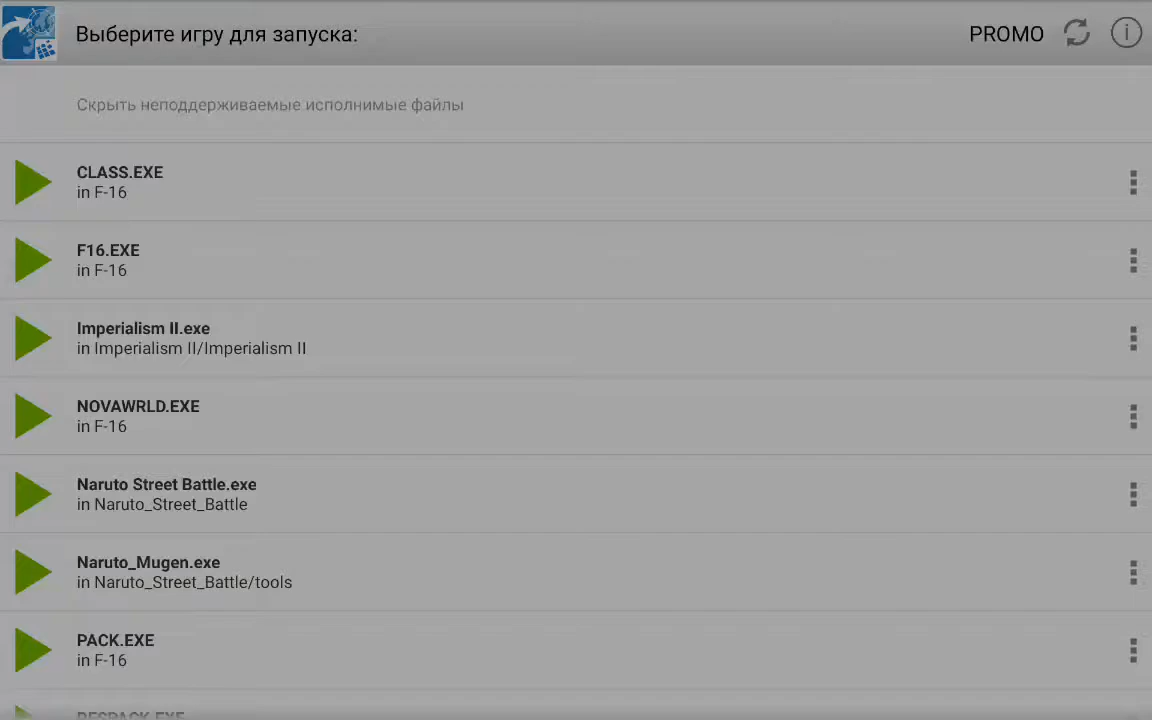 Выберите игру для запуска:
PROMO
Скрыть неподдерживаемые исполнимые файлы
CLASS.EXE
in F-16
F16.EXE
in F-16
Imperialism II.exe
in Imperialism II/Imperialism II
NOVAWRLD.EXE
in F-16
Naruto Street Battle.exe
in Naruto_Street_Battle
Naruto_Mugen.exe
in Naruto_Street_Battle/tools
PACK.EXE
in F-16